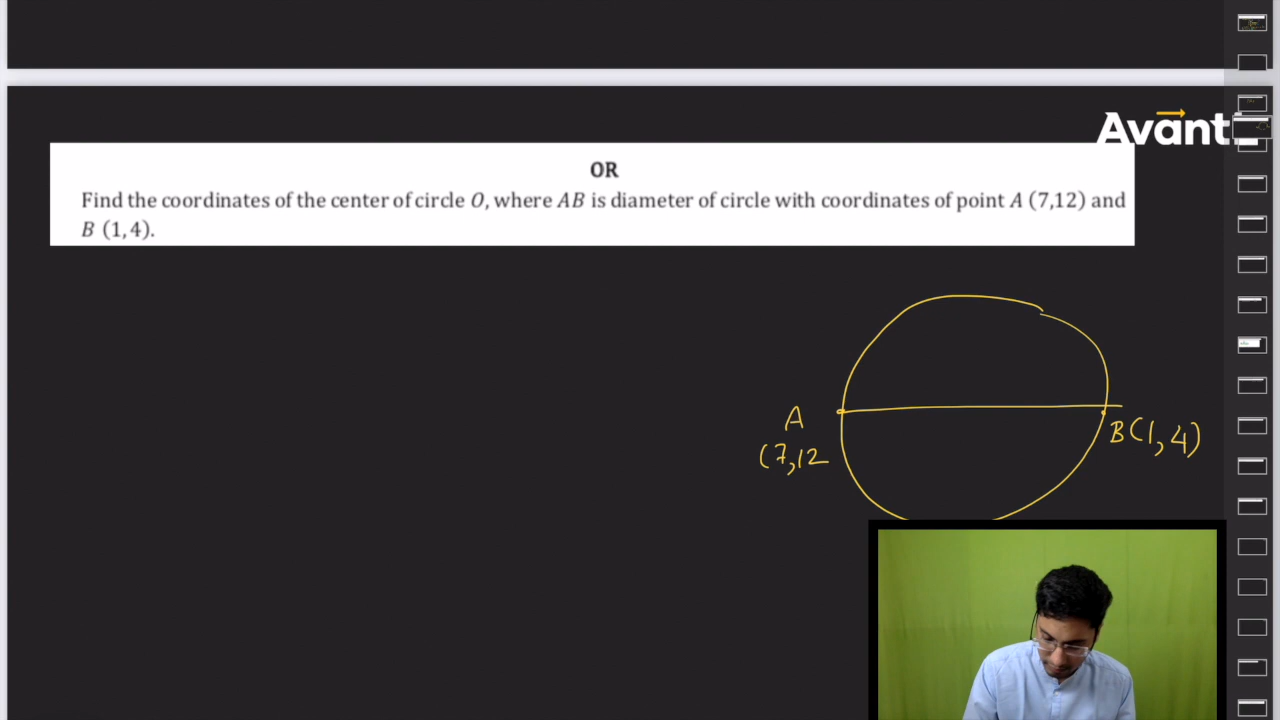 Avant
OR
Find the coordinates of the center of circle O, where AB is diameter of circle with coordinates of point A (7,12) and
B (1, 4).
A
(7,12
B(1,4)